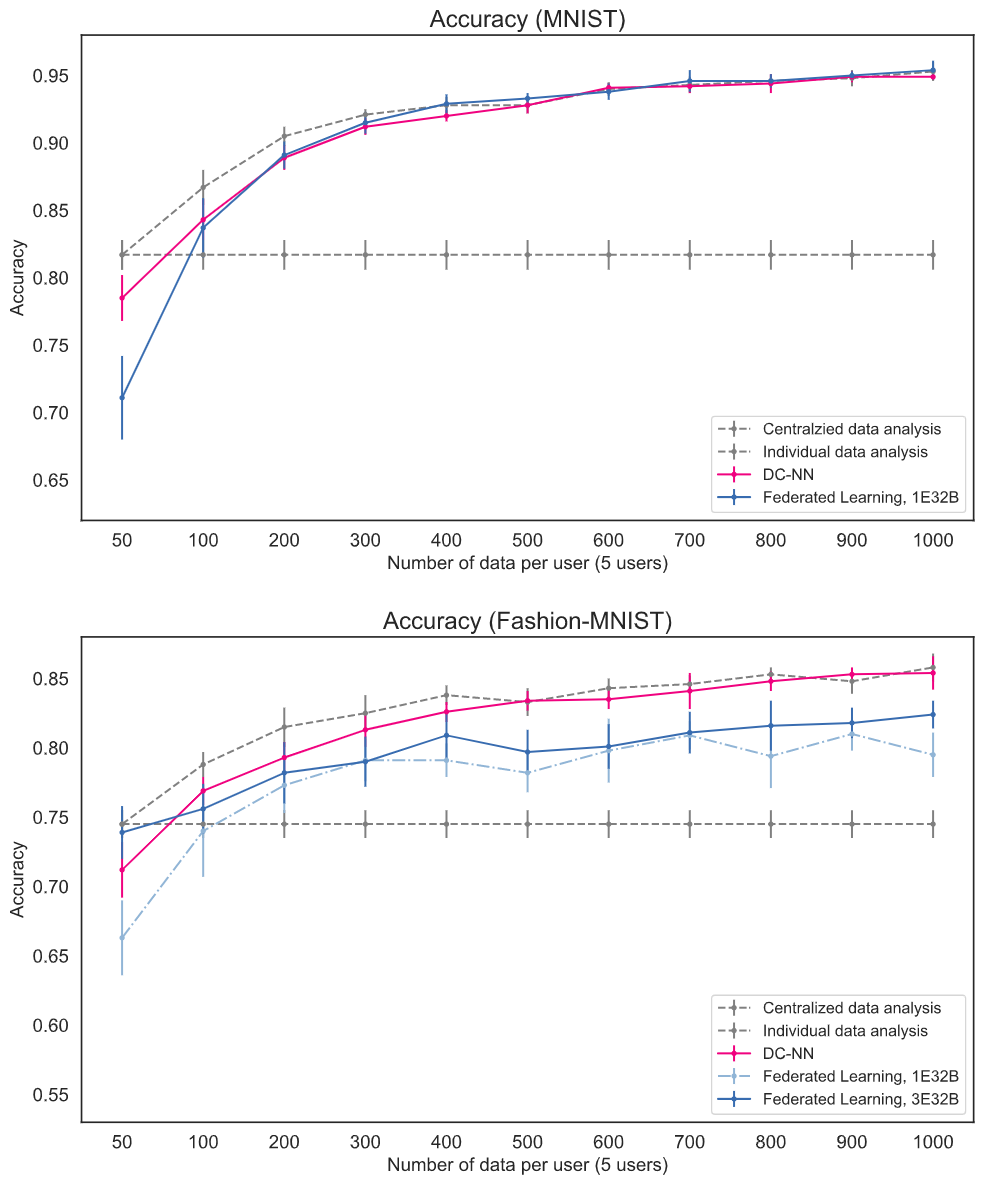 Accuracy (MNIST)
Accuracy
0.95
0.90
0.85
0.80
0.75
0.70
0.65
Centralzied data analysis
Individual data analysis
DC-NN
Federated Learning, 1E32B
50 100 200 300 400 500 600 700 800 900 1000
Number of data per user (5 users)
Accuracy (Fashion-MNIST)
Accuracy
0.85
0.80
0.75
0.70
0.65
0.60
0.55
Centralized data analysis
Individual data analysis
DC-NN
Federated Learning, 1E32B
Federated Learning, 3E32B
50 100 200 300 400 500 600 700 800 900 1000
Number of data per user (5 users)